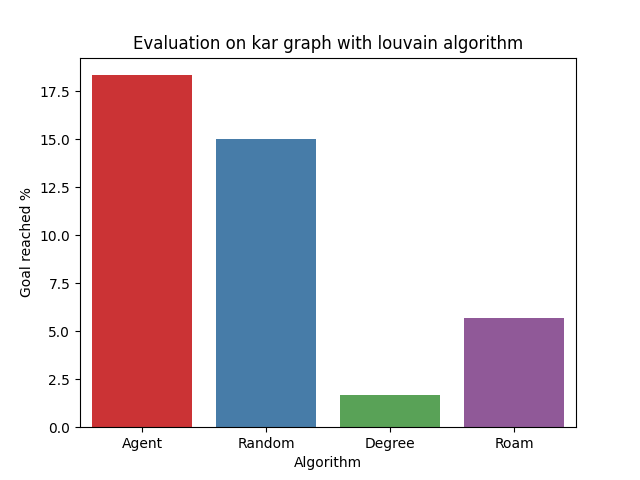 Evaluation on kar graph with louvain algorithm
Goal reached %
17.5
15.0
12.5
10.0
7.5
5.0
2.5
0.0
Agent Random Degree Roam
Algorithm